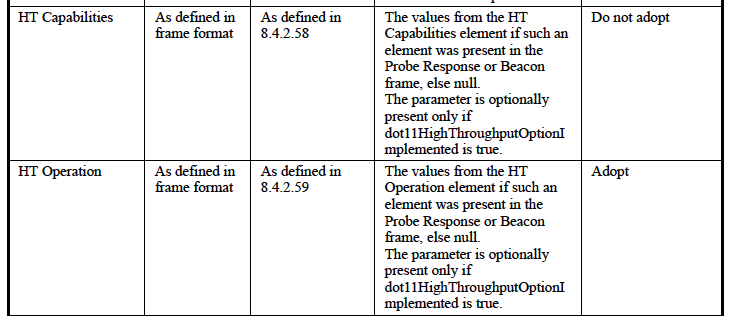 HT Capabilities
As defined in
frame format
As defined in
8.4.2.58
The values from the HT
Capabilities element if such an
element was present in the
Probe Response or Beacon
frame, else null.
The parameter is optionally
present only if
dot11HighThroughputOptionI
mplemented is true.
Do not adopt
HT Operation
As defined in
frame format
As defined in
8.4.2.59
The values from the HT
Operation element if such an
element was present in the
Probe Response or Beacon
frame, else null.
The parameter is optionally
present only if
dot11HighThroughputOptionI
mplemented is true.
Adopt